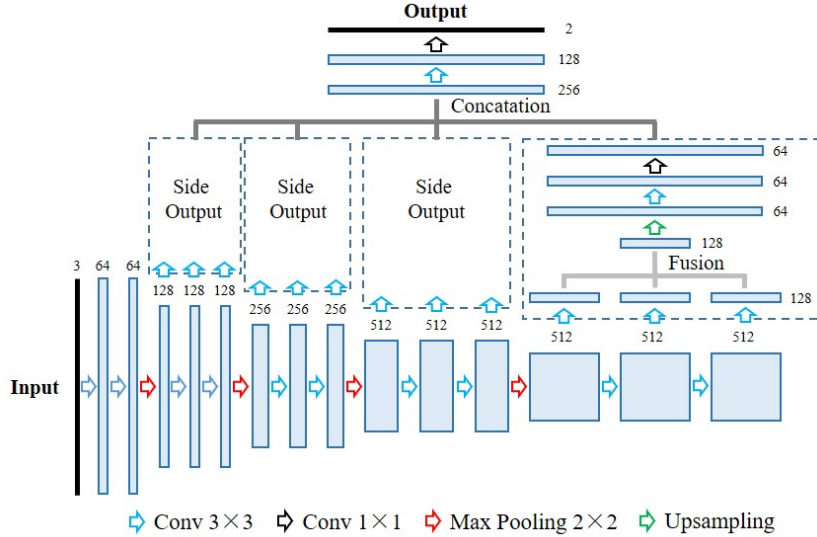 Output
2
128
256
Concatation
Side
Output
Side
Output
Side
Output
64
64
64
128
Fusion
128
3
64
64
128
128
128
256
256
256
512
512
512
512
512
512
Input
Conv 3×3
Conv 1×1
Max Pooling 2×2
Upsampling